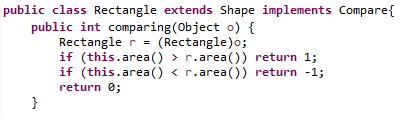 public class Rectangle extends Shape implements Compare{
    public int comparing(Object o) {
        Rectangle r = (Rectangle)o;
        if (this.area() > r.area()) return 1;
        if (this.area() < r.area()) return -1;
        return 0;
    }